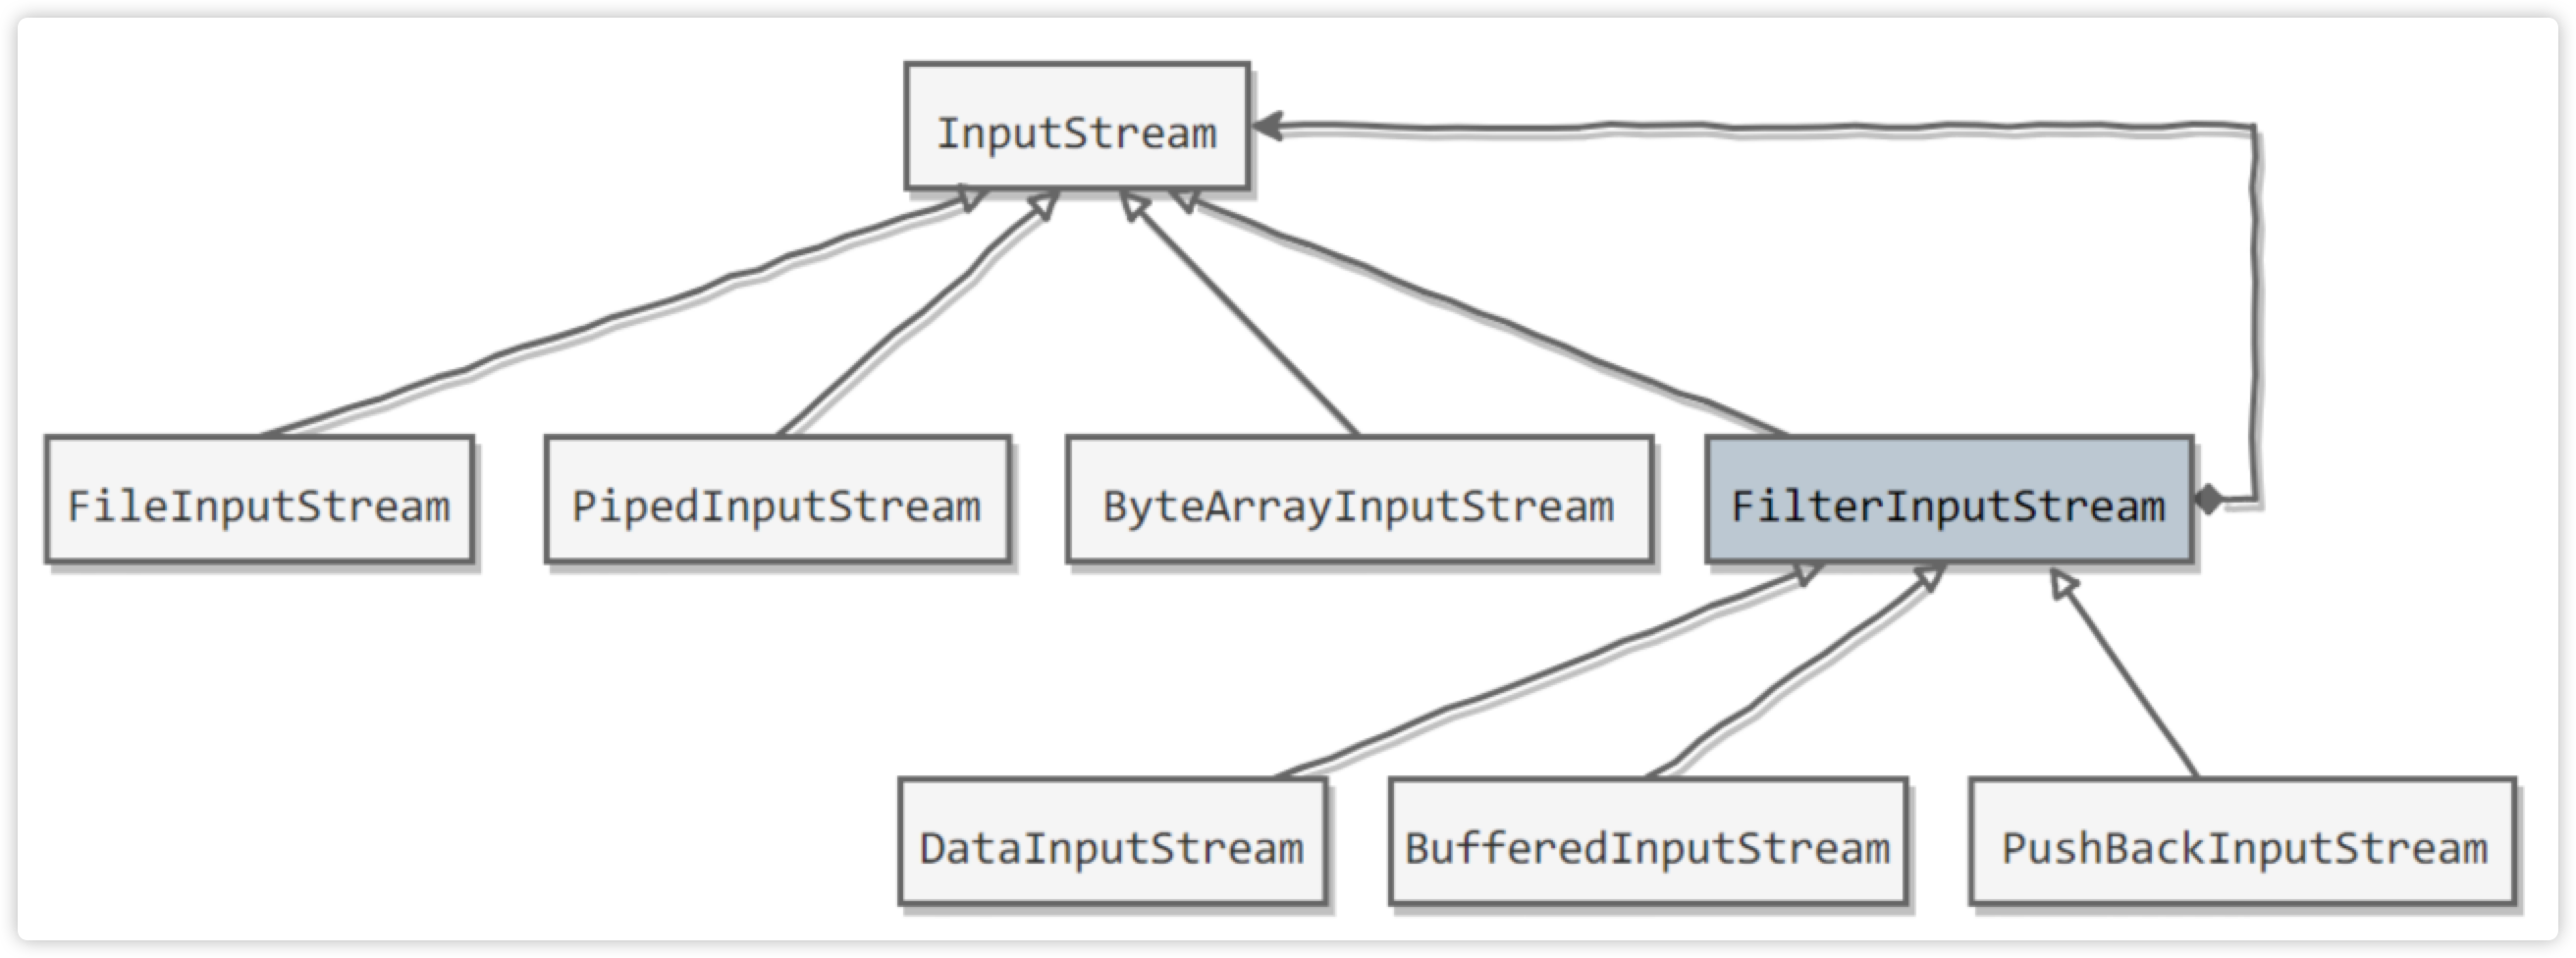 InputStream
FileInputStream
PipedInputStream
ByteArrayInputStream
FilterInputStream
DataInputStream
BufferedInputStream
PushBackInputStream